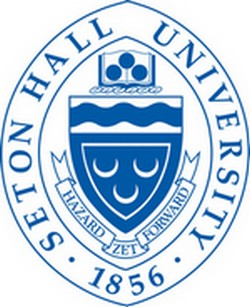 SETON HALL UNIVERSITY
HAZARD ZET FORWARD
· 1856 ·